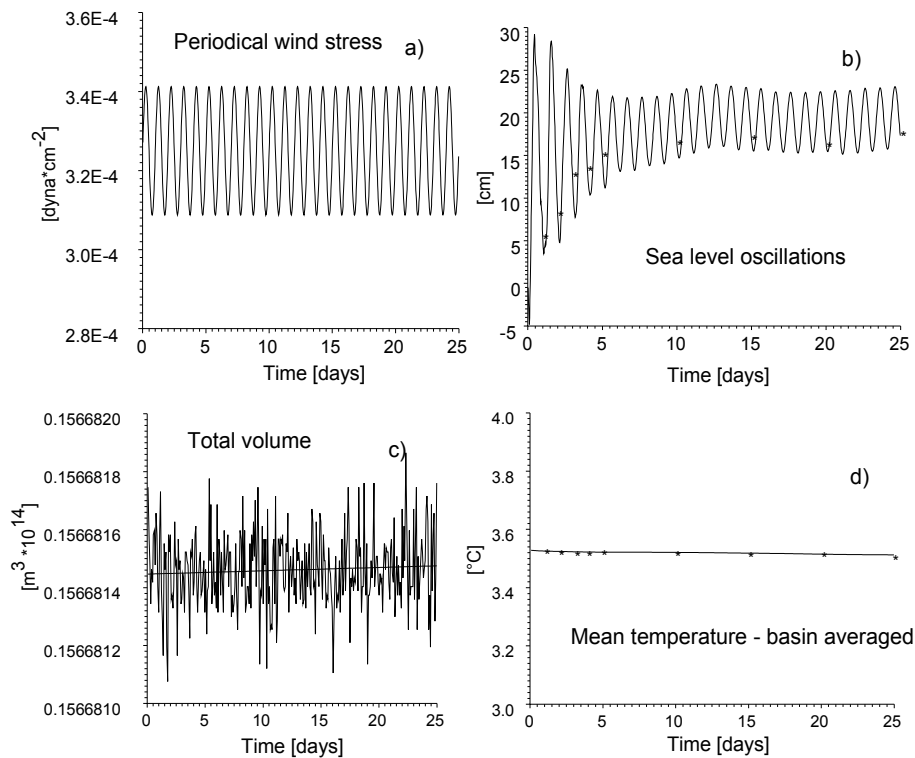 3.6E-4
3.4E-4
3.2E-4
3.0E-4
2.8E-4
[dyna*cm-2]
Periodical wind stress
a)
0 5 10 15 20 25
Time [days]
[cm]
30
25
20
15
10
5
0
-5
b)
Sea level oscillations
0 5 10 15 20 25
Time [days]
0.1566820
0.1566818
0.1566816
0.1566814
0.1566812
0.1566810
[m3 *10 14]
Total volume
c)
0 5 10 15 20 25
Time [days]
4.0
3.8
3.6
3.4
3.2
3.0
[°C]
d)
Mean temperature - basin averaged
0 5 10 15 20 25
Time [days]